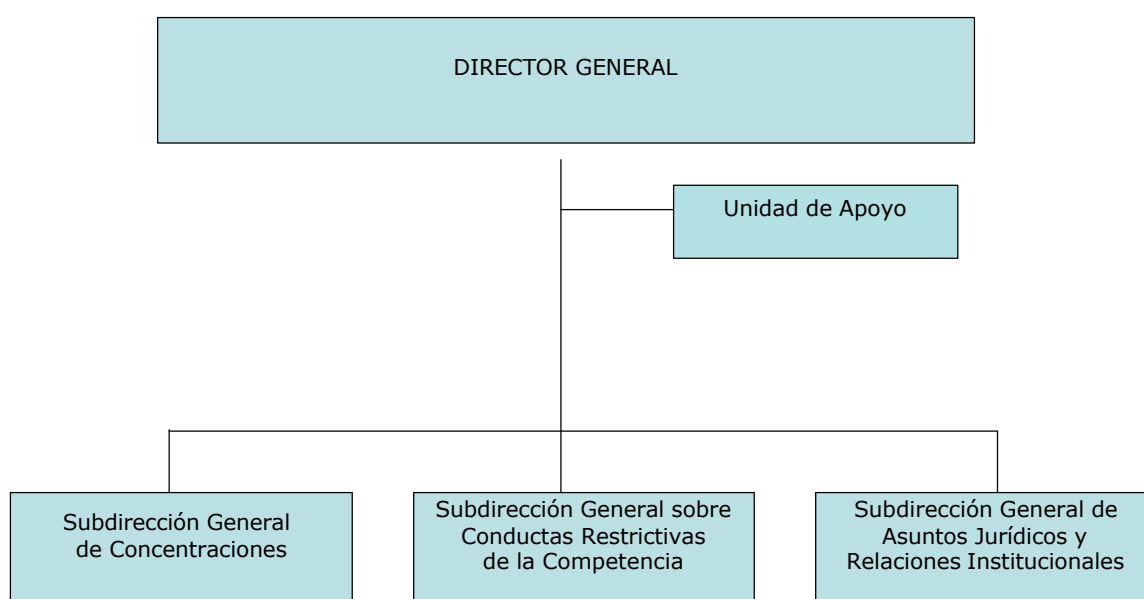 DIRECTOR GENERAL
Unidad de Apoyo
Subdirección General
de Concentraciones
Subdirección General sobre
Conductas Restrictivas
de la Competencia
Subdirección General de
Asuntos Jurídicos y
Relaciones Institucionales